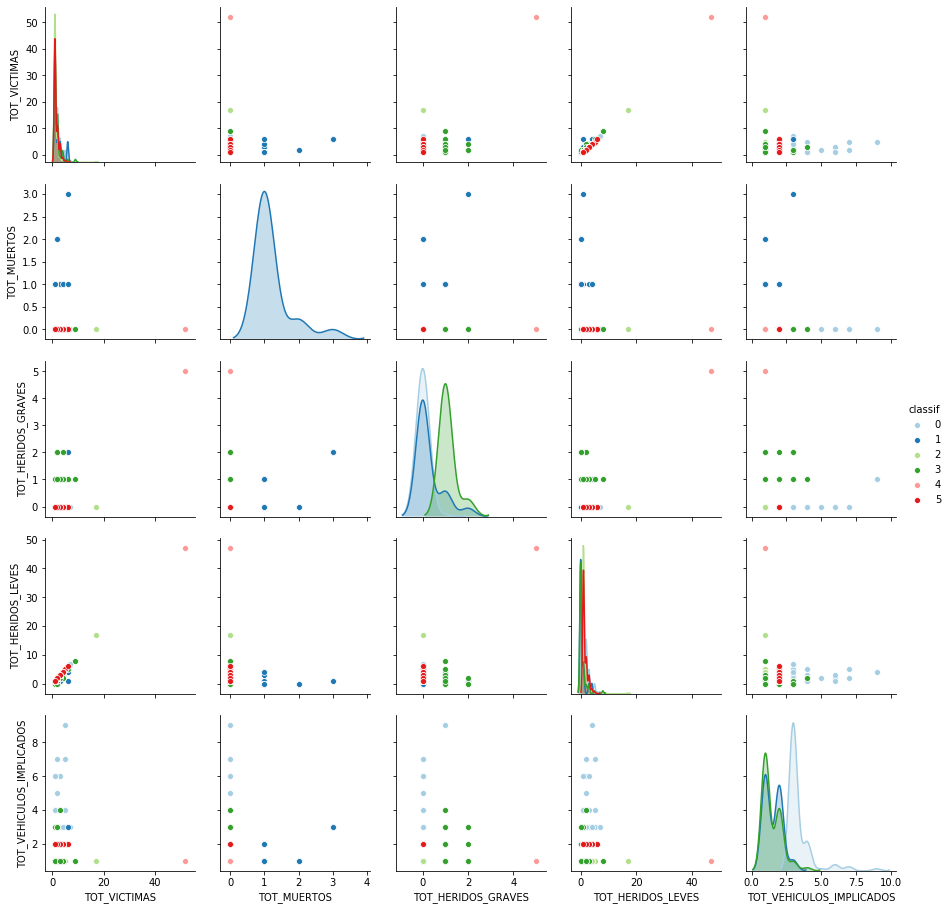 TOT_VICTIMAS
50
40
30
20
10
0
TOT_MUERTOS
3.0
2.5
2.0
1.5
1.0
0.5
0.0
TOT_HERIDOS_GRAVES
5
4
3
2
1
0
classif
0
1
2
3
4
5
TOT_HERIDOS_LEVES
50
40
30
20
10
0
TOT_VEHICULOS_IMPLICADOS
8
6
4
2
0 20 40
0 1 2 3 4
0 2 4
0 20 40
0.0 2.5 5.0 7.5 10.0
TOT_VICTIMAS
TOT_MUERTOS
TOT_HERIDOS_GRAVES
TOT_HERIDOS_LEVES
TOT_VEHICULOS_IMPLICADOS